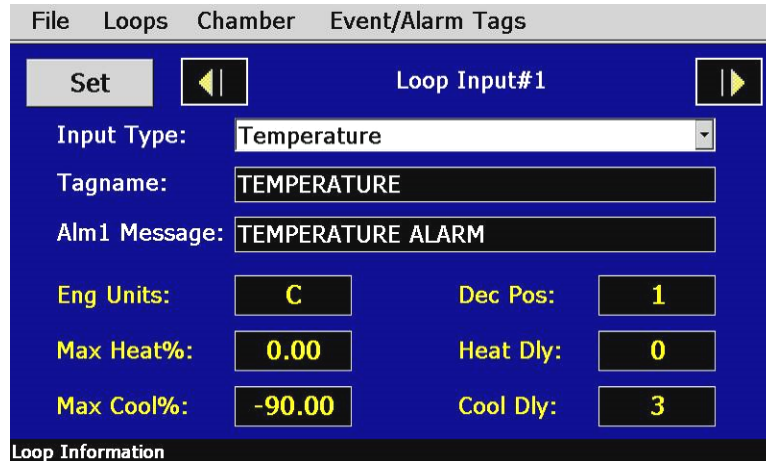 File Loops Chamber Event/Alarm Tags
Set Loop Input#1
Input Type: Temperature
Tagname: TEMPERATURE
Alm1 Message: TEMPERATURE ALARM
Eng Units: C Dec Pos: 1
Max Heat%: 0.00 Heat Dly: 0
Max Cool%: -90.00 Cool Dly: 3
Loop Information